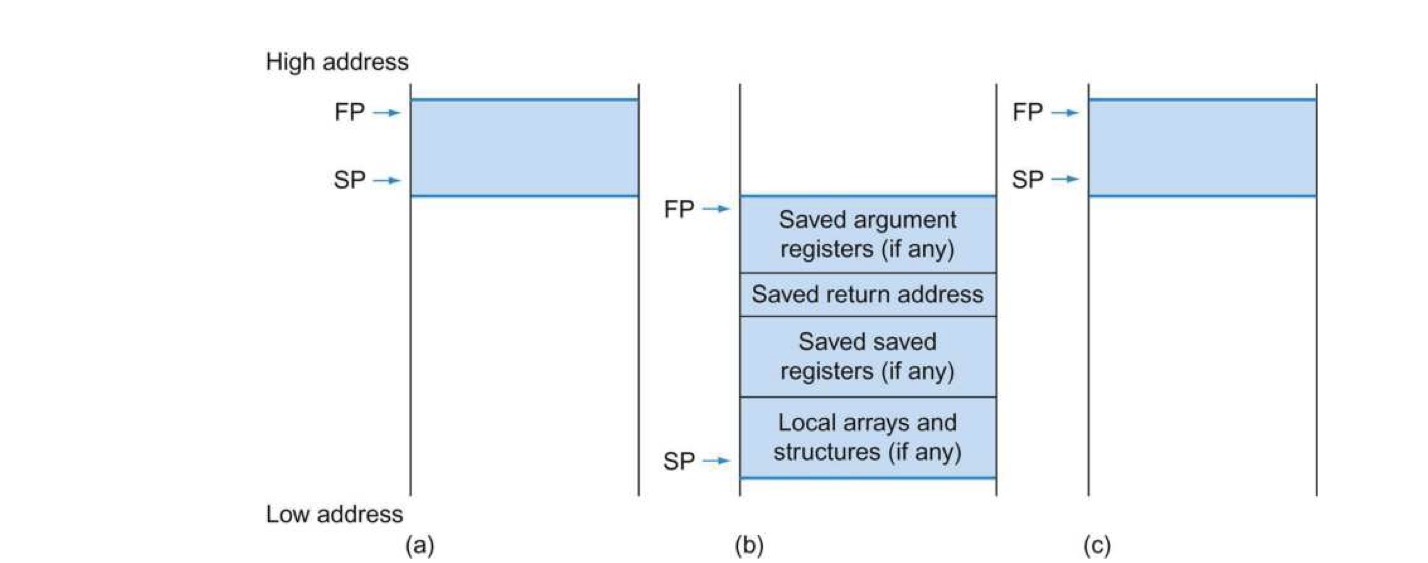 High address
FP
SP
FP
Saved argument
registers (if any)
Saved return address
Saved saved
registers (if any)
Local arrays and
structures (if any)
SP
FP
SP
Low address
(a)
(b)
(c)